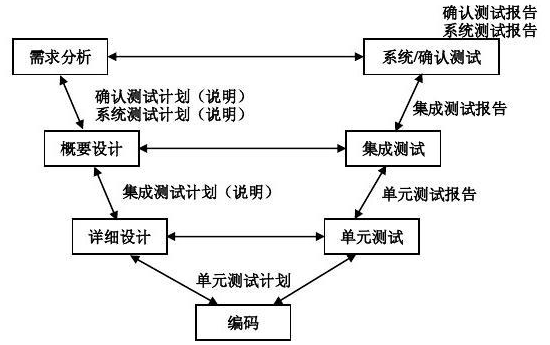 确认测试报告
系统测试报告
需求分析
系统/确认测试
确认测试计划（说明）
系统测试计划（说明）
集成测试报告
概要设计
集成测试
集成测试计划（说明）
单元测试报告
详细设计
单元测试
单元测试计划
编码